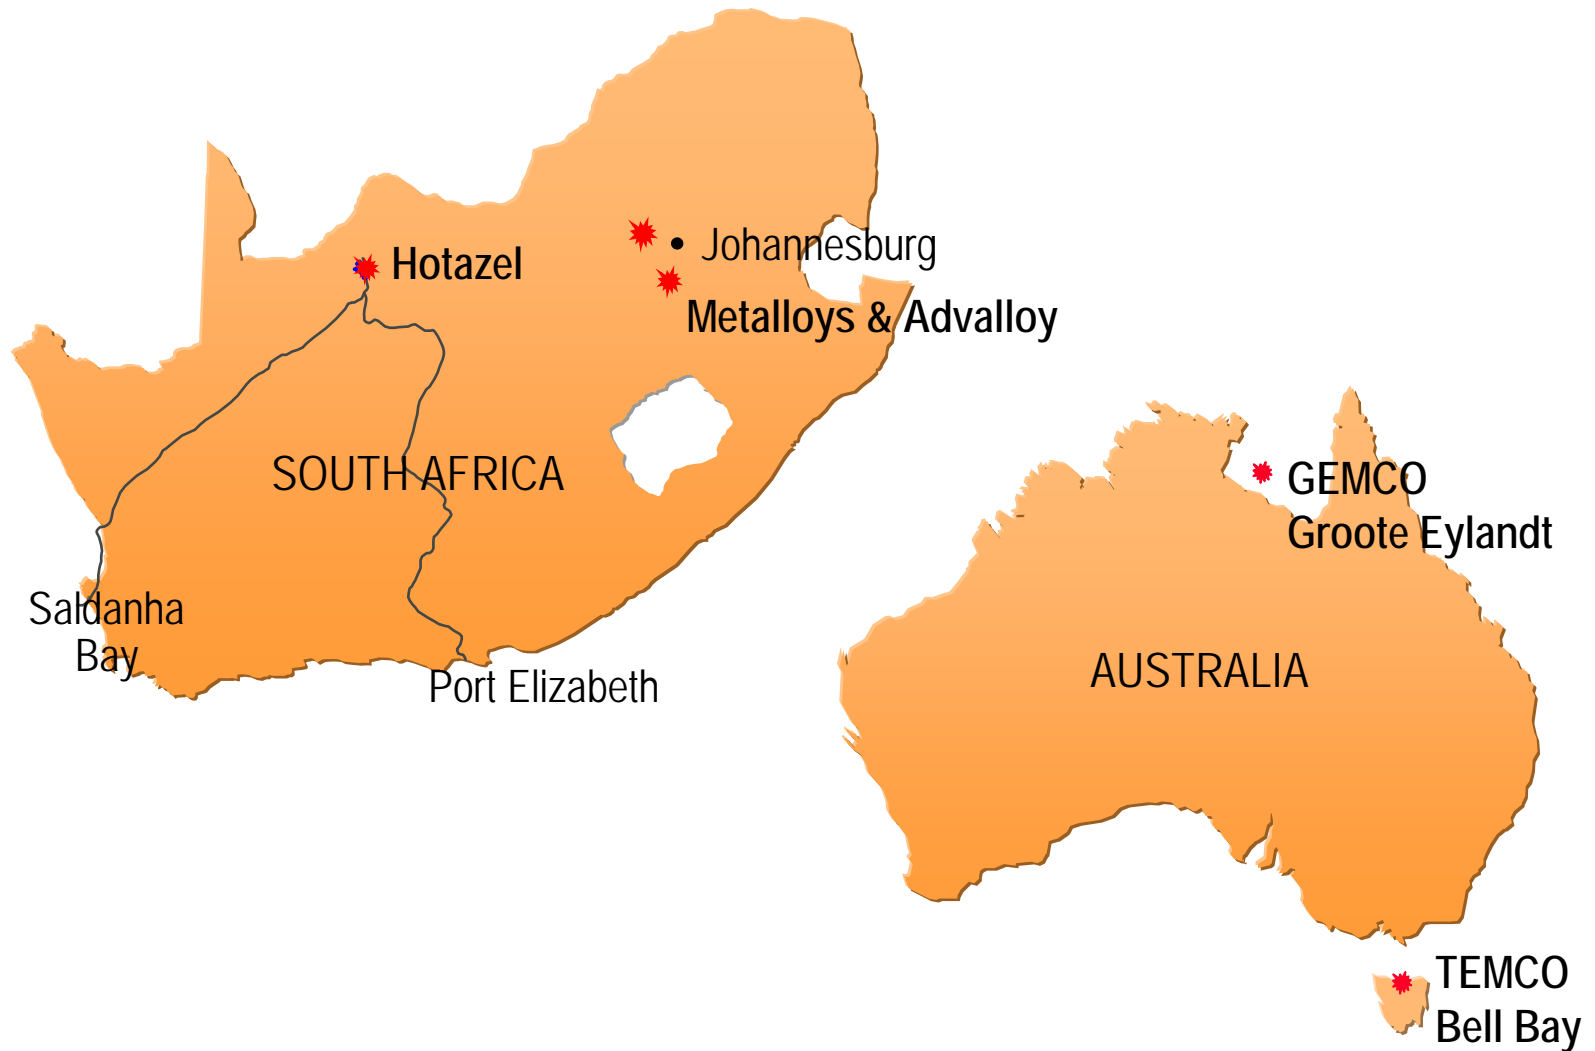 Johannesburg
Hotazel
Metalloys & Advalloy
SOUTH AFRICA
Saldanha
Bay
Port Elizabeth
GEMCO
Groote Eylandt
AUSTRALIA
TEMCO
Bell Bay